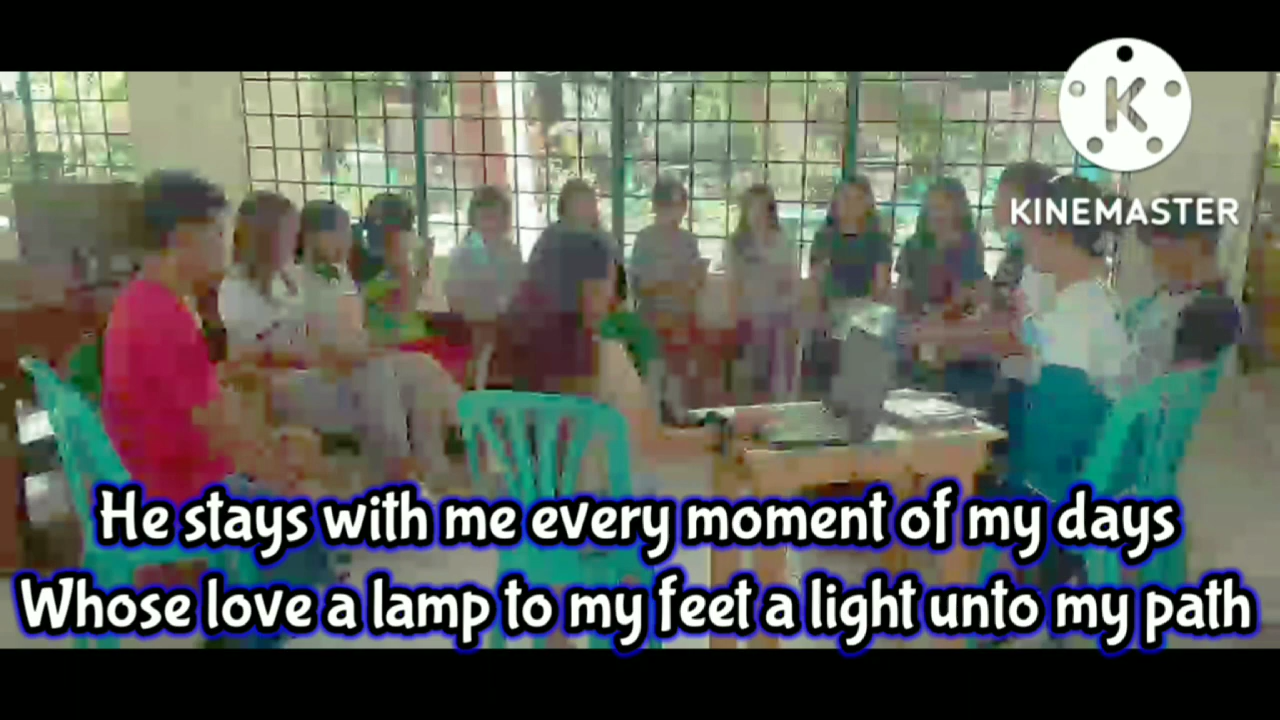 K
KINEMASTER
He stays with me every moment of my days
Whose love a lamp to my feet a light unto my path